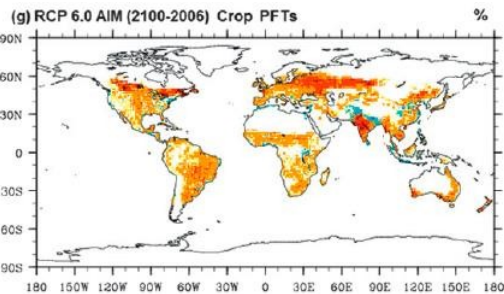 (g) RCP 6.0 AIM (2100-2006) Crop PFTs %
90N
60N
30N
0
30S
60S
90S
180 150W 120W 90W 60W 30W 0 30E 60E 90E 120E 150E 180